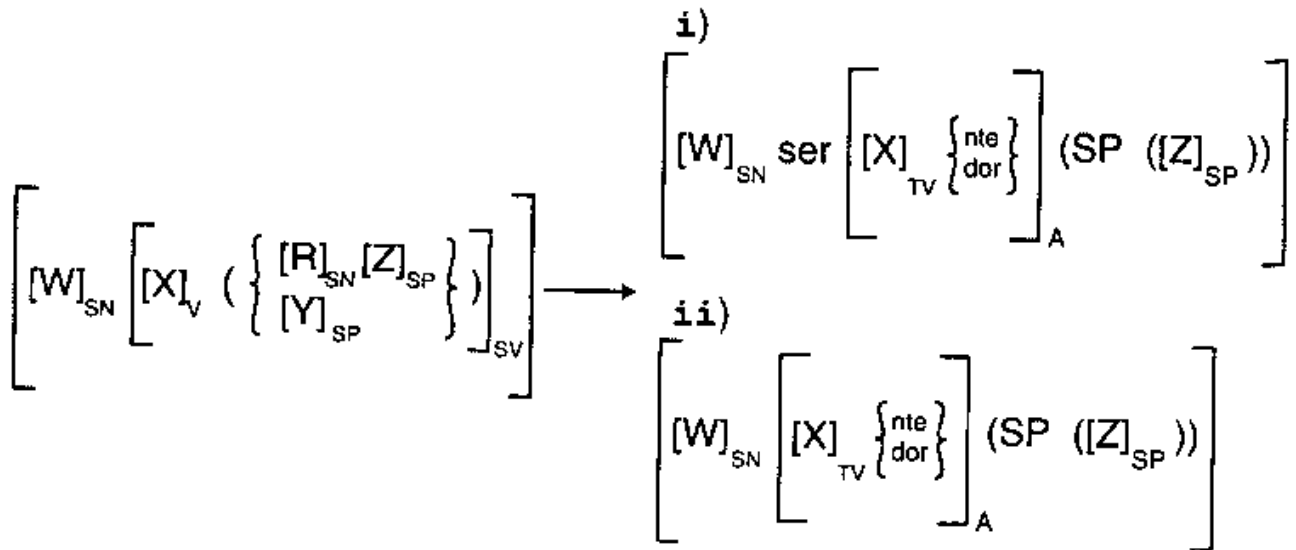 i)
[[W]SN ser [[X]TV {nte dor}]A (SP ([Z]SP))]
[[W]SN [[X]V ({[R]SN[Z]SP [Y]SP})]SV] →
ii)
[[W]SN [[X]TV {nte dor}]A (SP ([Z]SP))]